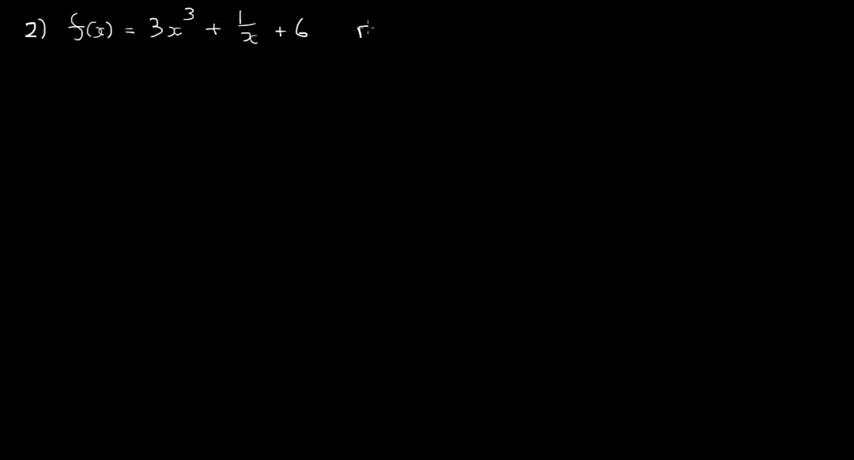 2) f(x) = 3x³ + 1/x + 6